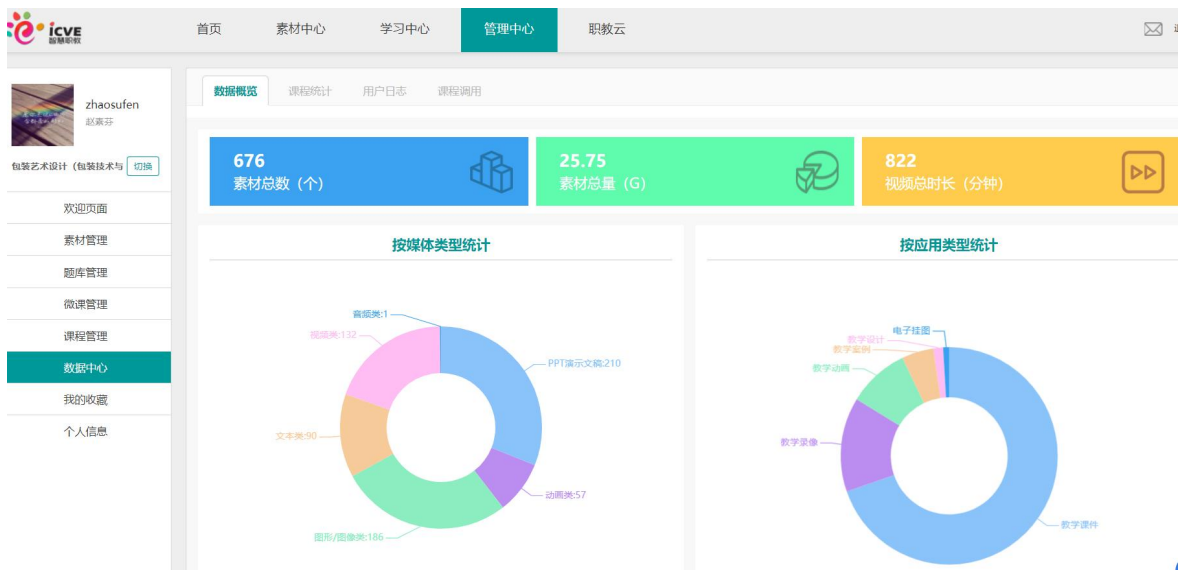 icve
智慧职教
首页
素材中心
学习中心
管理中心
职教云
zhaosufen
赵素芬
包装艺术设计（包装技术与
切换
欢迎页面
素材管理
题库管理
微课管理
课程管理
数据中心
我的收藏
个人信息
数据概览
课程统计
用户日志
课程调用
676
素材总数（个）
25.75
素材总量（G）
822
视频总时长（分钟）
按媒体类型统计
音频类:1
视频类:132
PPT演示文稿:210
文本类:90
动画类:57
图形/图像类:186
按应用类型统计
电子挂图
教学设计
教学案例
教学动画
教学录像
教学课件